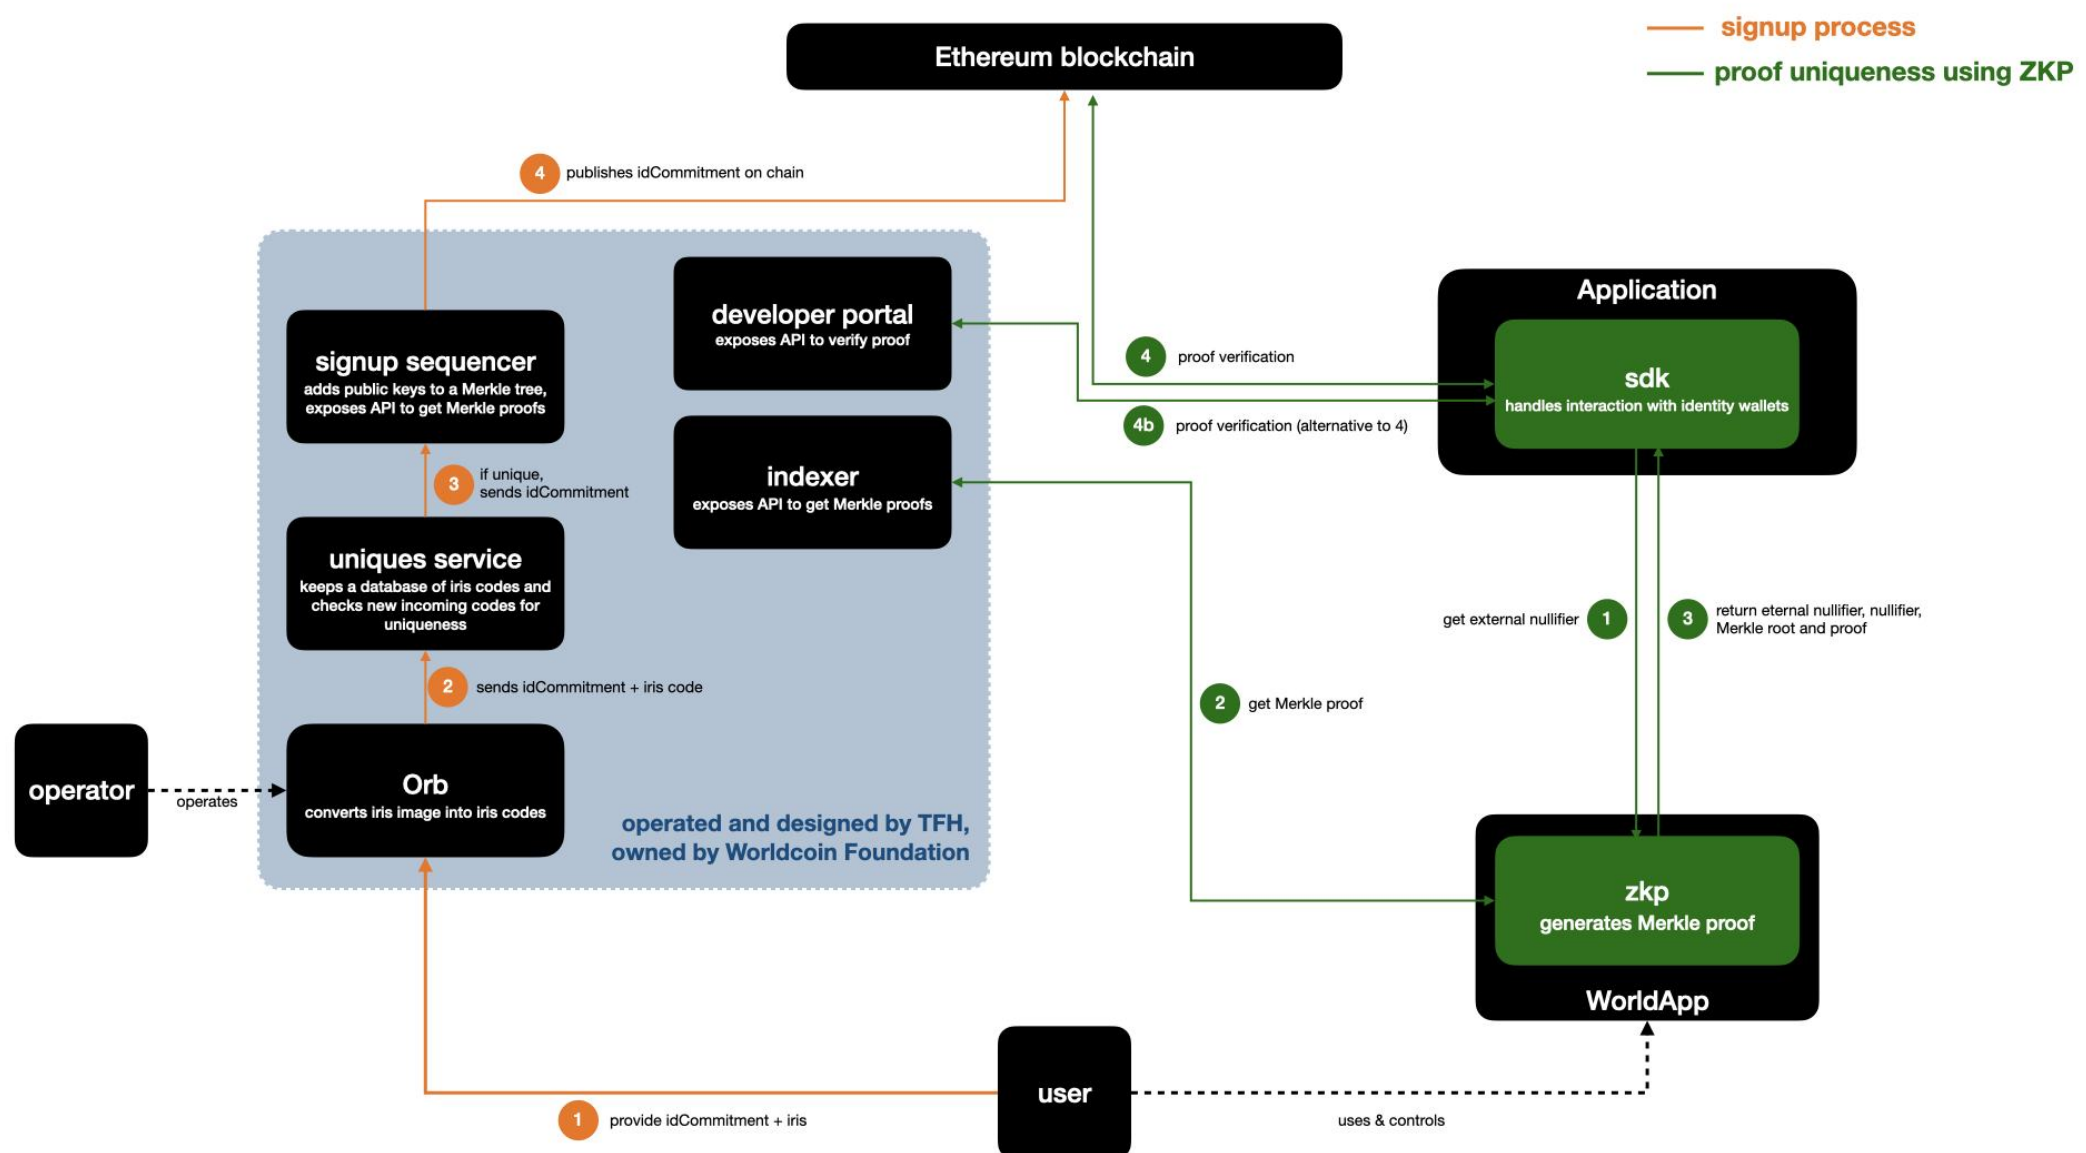 signup process
proof uniqueness using ZKP
Ethereum blockchain
4
publishes idCommitment on chain
developer portal
exposes API to verify proof
signup sequencer
adds public keys to a Merkle tree,
exposes API to get Merkle proofs
indexer
exposes API to get Merkle proofs
3
if unique,
sends idCommitment
uniques service
keeps a database of iris codes and
checks new incoming codes for
uniqueness
2
sends idCommitment + iris code
operator
operates
Orb
converts iris image into iris codes
operated and designed by TFH,
owned by Worldcoin Foundation
Application
sdk
handles interaction with identity wallets
4
proof verification
4b
proof verification (alternative to 4)
get external nullifier
1
3
return eternal nullifier, nullifier,
Merkle root and proof
2
get Merkle proof
zkp
generates Merkle proof
WorldApp
user
1
provide idCommitment + iris
uses & controls